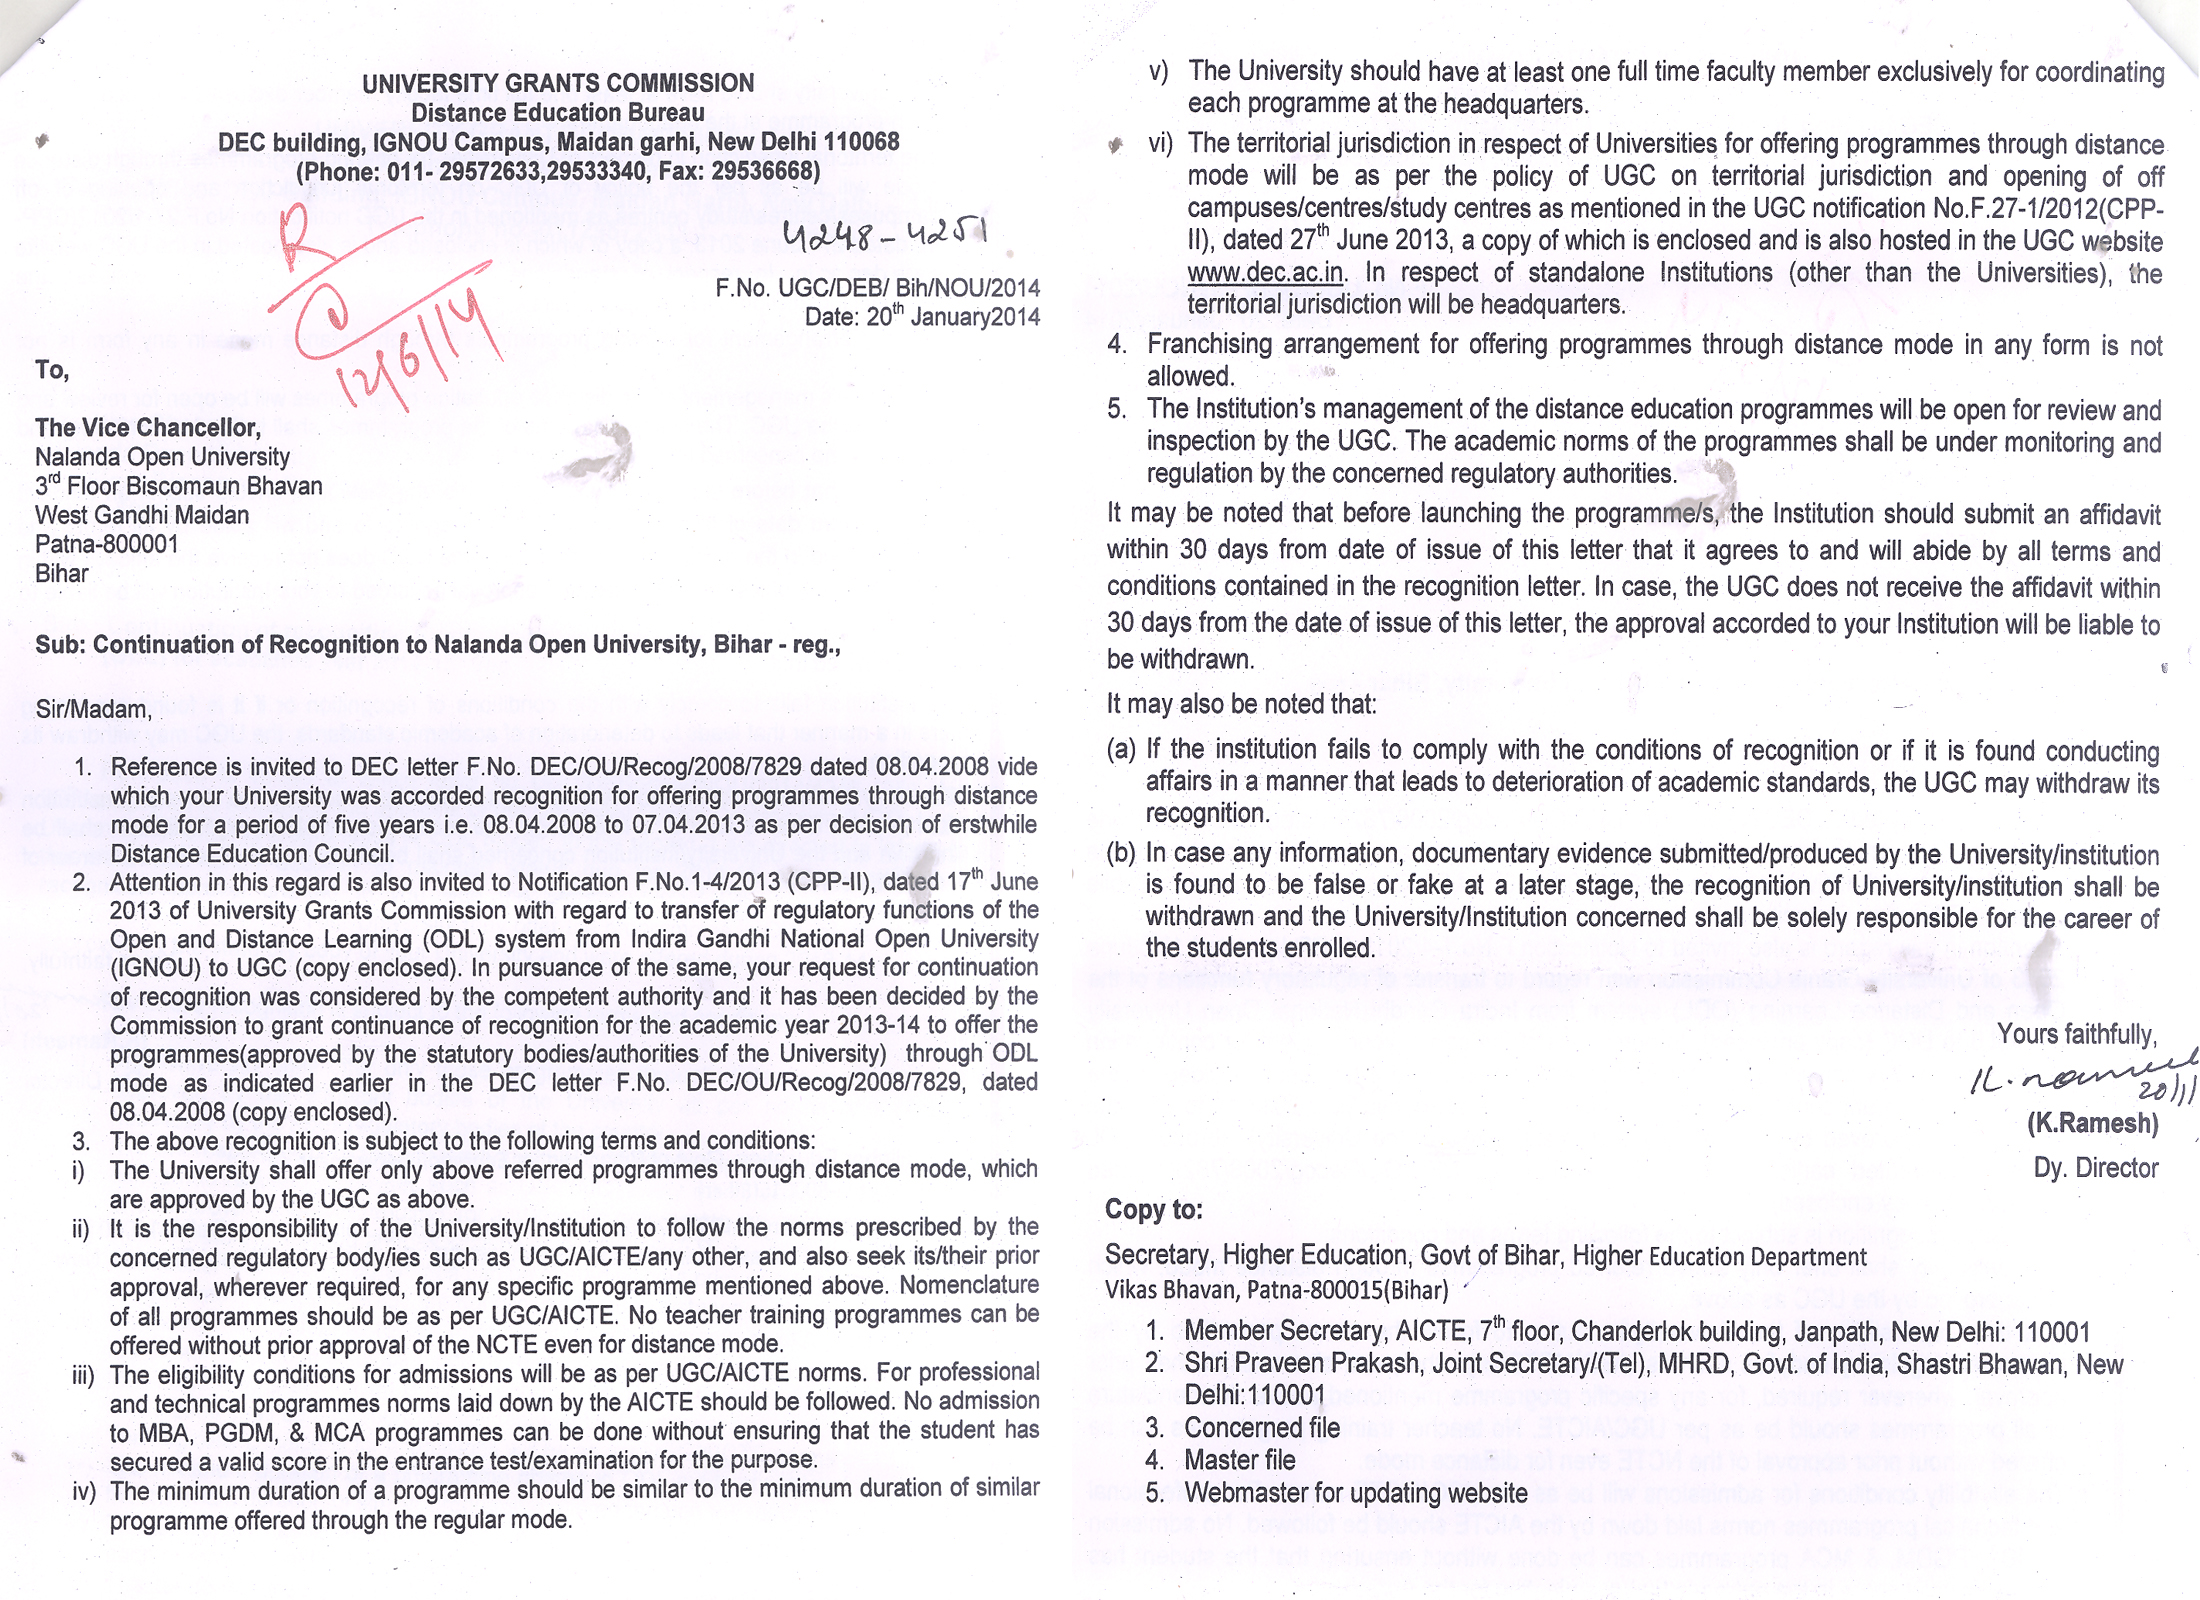 UNIVERSITY GRANTS COMMISSION
Distance Education Bureau
DEC building, IGNOU Campus, Maidan garhi, New Delhi 110068
(Phone: 011- 29572633,29533340, Fax: 29536668)
R
4248-4251
F.No. UGC/DEB/ Bih/NOU/2014
Date: 20th January2014
12/6/14
To,
The Vice Chancellor,
Nalanda Open University
3rd Floor Biscomaun Bhavan
West Gandhi Maidan
Patna-800001
Bihar
Sub: Continuation of Recognition to Nalanda Open University, Bihar - reg.,
Sir/Madam,
1. Reference is invited to DEC letter F.No. DEC/OU/Recog/2008/7829 dated 08.04.2008 vide
which your University was accorded recognition for offering programmes through distance
mode for a period of five years i.e. 08.04.2008 to 07.04.2013 as per decision of erstwhile
Distance Education Council.
2. Attention in this regard is also invited to Notification F.No.1-4/2013 (CPP-II), dated 17th June
2013 of University Grants Commission with regard to transfer of regulatory functions of the
Open and Distance Learning (ODL) system from Indira Gandhi National Open University
(IGNOU) to UGC (copy enclosed). In pursuance of the same, your request for continuation
of recognition was considered by the competent authority and it has been decided by the
Commission to grant continuance of recognition for the academic year 2013-14 to offer the
programmes(approved by the statutory bodies/authorities of the University) through ODL
mode as indicated earlier in the DEC letter F.No. DEC/OU/Recog/2008/7829, dated
08.04.2008 (copy enclosed).
3. The above recognition is subject to the following terms and conditions:
i) The University shall offer only above referred programmes through distance mode, which
are approved by the UGC as above.
ii) It is the responsibility of the University/Institution to follow the norms prescribed by the
concerned regulatory body/ies such as UGC/AICTE/any other, and also seek its/their prior
approval, wherever required, for any specific programme mentioned above. Nomenclature
of all programmes should be as per UGC/AICTE. No teacher training programmes can be
offered without prior approval of the NCTE even for distance mode.
iii) The eligibility conditions for admissions will be as per UGC/AICTE norms. For professional
and technical programmes norms laid down by the AICTE should be followed. No admission
to MBA, PGDM, & MCA programmes can be done without ensuring that the student has
secured a valid score in the entrance test/examination for the purpose.
iv) The minimum duration of a programme should be similar to the minimum duration of similar
programme offered through the regular mode.
v) The University should have at least one full time faculty member exclusively for coordinating
each programme at the headquarters.
vi) The territorial jurisdiction in respect of Universities for offering programmes through distance
mode will be as per the policy of UGC on territorial jurisdiction and opening of off
campuses/centres/study centres as mentioned in the UGC notification No.F.27-1/2012(CPP-
II), dated 27th June 2013, a copy of which is enclosed and is also hosted in the UGC website
www.dec.ac.in. In respect of standalone Institutions (other than the Universities), the
territorial jurisdiction will be headquarters.
4. Franchising arrangement for offering programmes through distance mode in any form is not
allowed.
5. The Institution's management of the distance education programmes will be open for review and
inspection by the UGC. The academic norms of the programmes shall be under monitoring and
regulation by the concerned regulatory authorities.
It may be noted that before launching the programme/s, the Institution should submit an affidavit
within 30 days from date of issue of this letter that it agrees to and will abide by all terms and
conditions contained in the recognition letter. In case, the UGC does not receive the affidavit within
30 days from the date of issue of this letter, the approval accorded to your Institution will be liable to
be withdrawn.
It may also be noted that:
(a) If the institution fails to comply with the conditions of recognition or if it is found conducting
affairs in a manner that leads to deterioration of academic standards, the UGC may withdraw its
recognition.
(b) In case any information, documentary evidence submitted/produced by the University/institution
is found to be false or fake at a later stage, the recognition of University/institution shall be
withdrawn and the University/Institution concerned shall be solely responsible for the career of
the students enrolled.
Yours faithfully,
20/1/
(K.Ramesh)
Dy. Director
Copy to:
Secretary, Higher Education, Govt of Bihar, Higher Education Department
Vikas Bhavan, Patna-800015(Bihar)
1. Member Secretary, AICTE, 7th floor, Chanderlok building, Janpath, New Delhi: 110001
2. Shri Praveen Prakash, Joint Secretary/(Tel), MHRD, Govt. of India, Shastri Bhawan, New
Delhi:110001
3. Concerned file
4. Master file
5. Webmaster for updating website